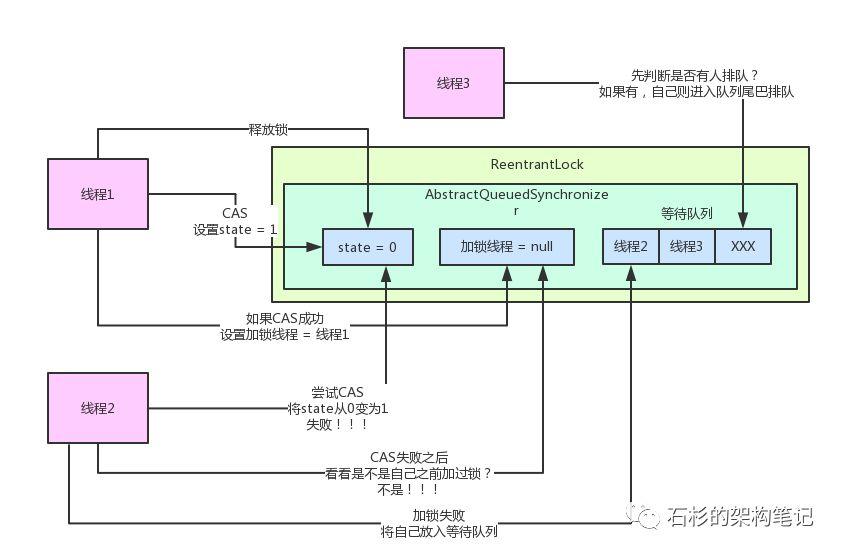 线程3
先判断是否有人排队？
如果有，自己则进入队列尾巴排队
释放锁
ReentrantLock
线程1
AbstractQueuedSynchronize
r
CAS
设置state = 1
等待队列
state = 0
加锁线程 = null
线程2
线程3
XXX
如果CAS成功
设置加锁线程 = 线程1
线程2
尝试CAS
将state从0变为1
失败！！！
CAS失败之后
看看是不是自己之前加过锁？
不是！！！
加锁失败
将自己放入等待队列
石杉的架构笔记